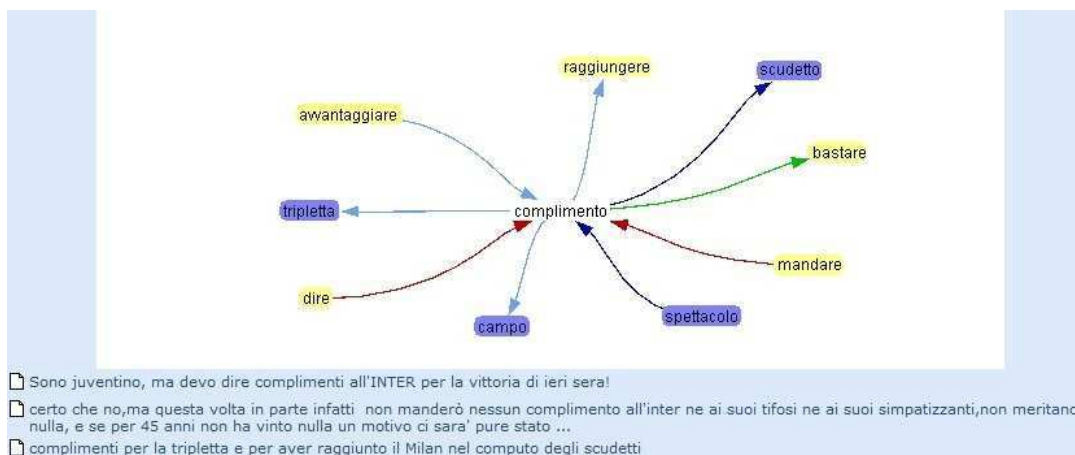 raggiungere
scudetto
avvantaggiare
bastare
tripletta
complimento
mandare
dire
spettacolo
campo
Sono juventino, ma devo dire complimenti all'INTER per la vittoria di ieri sera!
certo che no,ma questa volta in parte infatti non manderò nessun complimento all'inter ne ai suoi tifosi ne ai suoi simpatizzanti,non meritano
nulla, e se per 45 anni non ha vinto nulla un motivo ci sara' pure stato ...
complimenti per la tripletta e per aver raggiunto il Milan nel computo degli scudetti